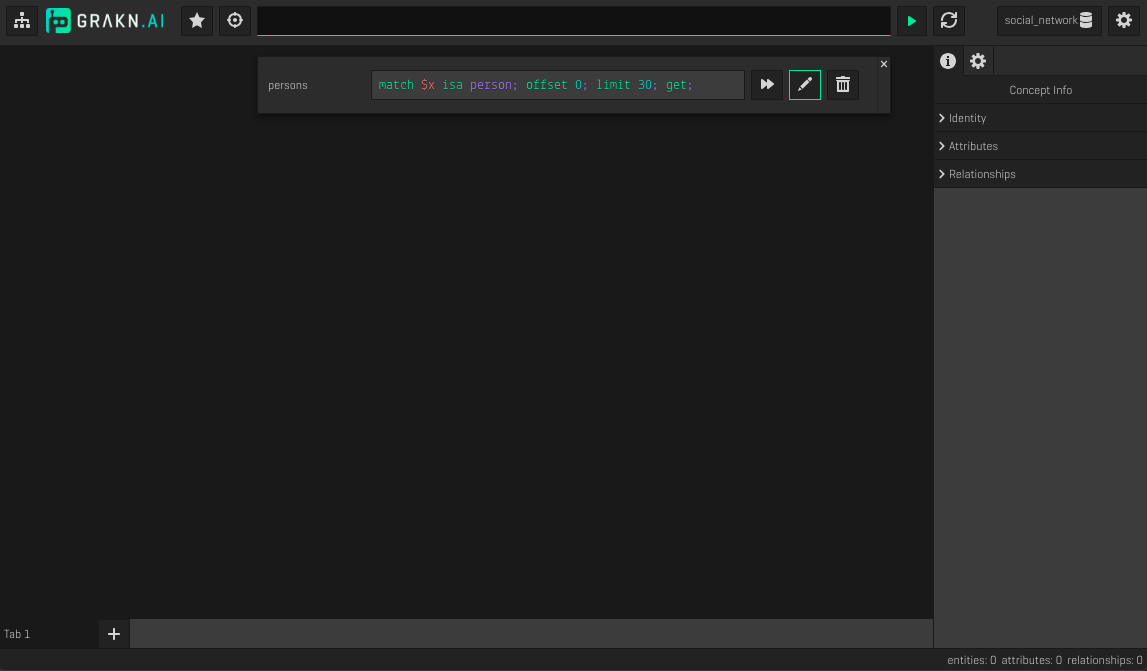 GRAKN.AI
social_network
persons
match $x isa person; offset 0; limit 30; get;
Concept Info
Identity
Attributes
Relationships
Tab 1
entities: 0 attributes: 0 relationships: 0